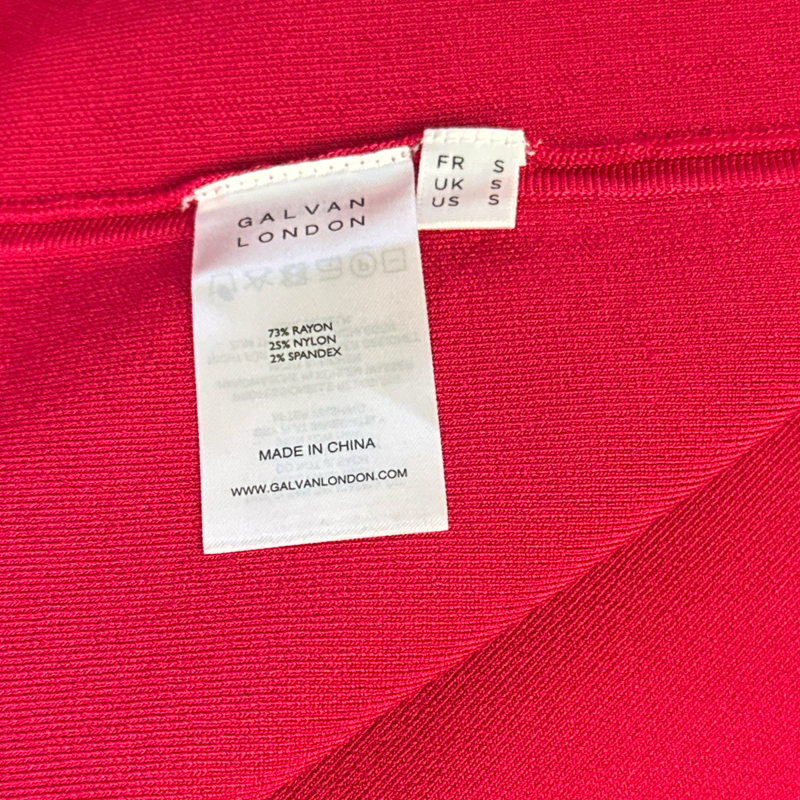 GALVAN
LONDON
73% RAYON
25% NYLON
2% SPANDEX
MADE IN CHINA
WWW.GALVANLONDON.COM
FR S
UK S
US S